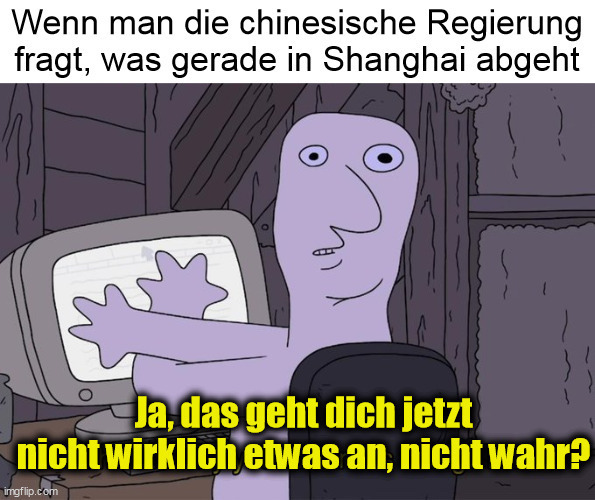 Wenn man die chinesische Regierung
fragt, was gerade in Shanghai abgeht
Ja, das geht dich jetzt
nicht wirklich etwas an, nicht wahr?
imgflip.com